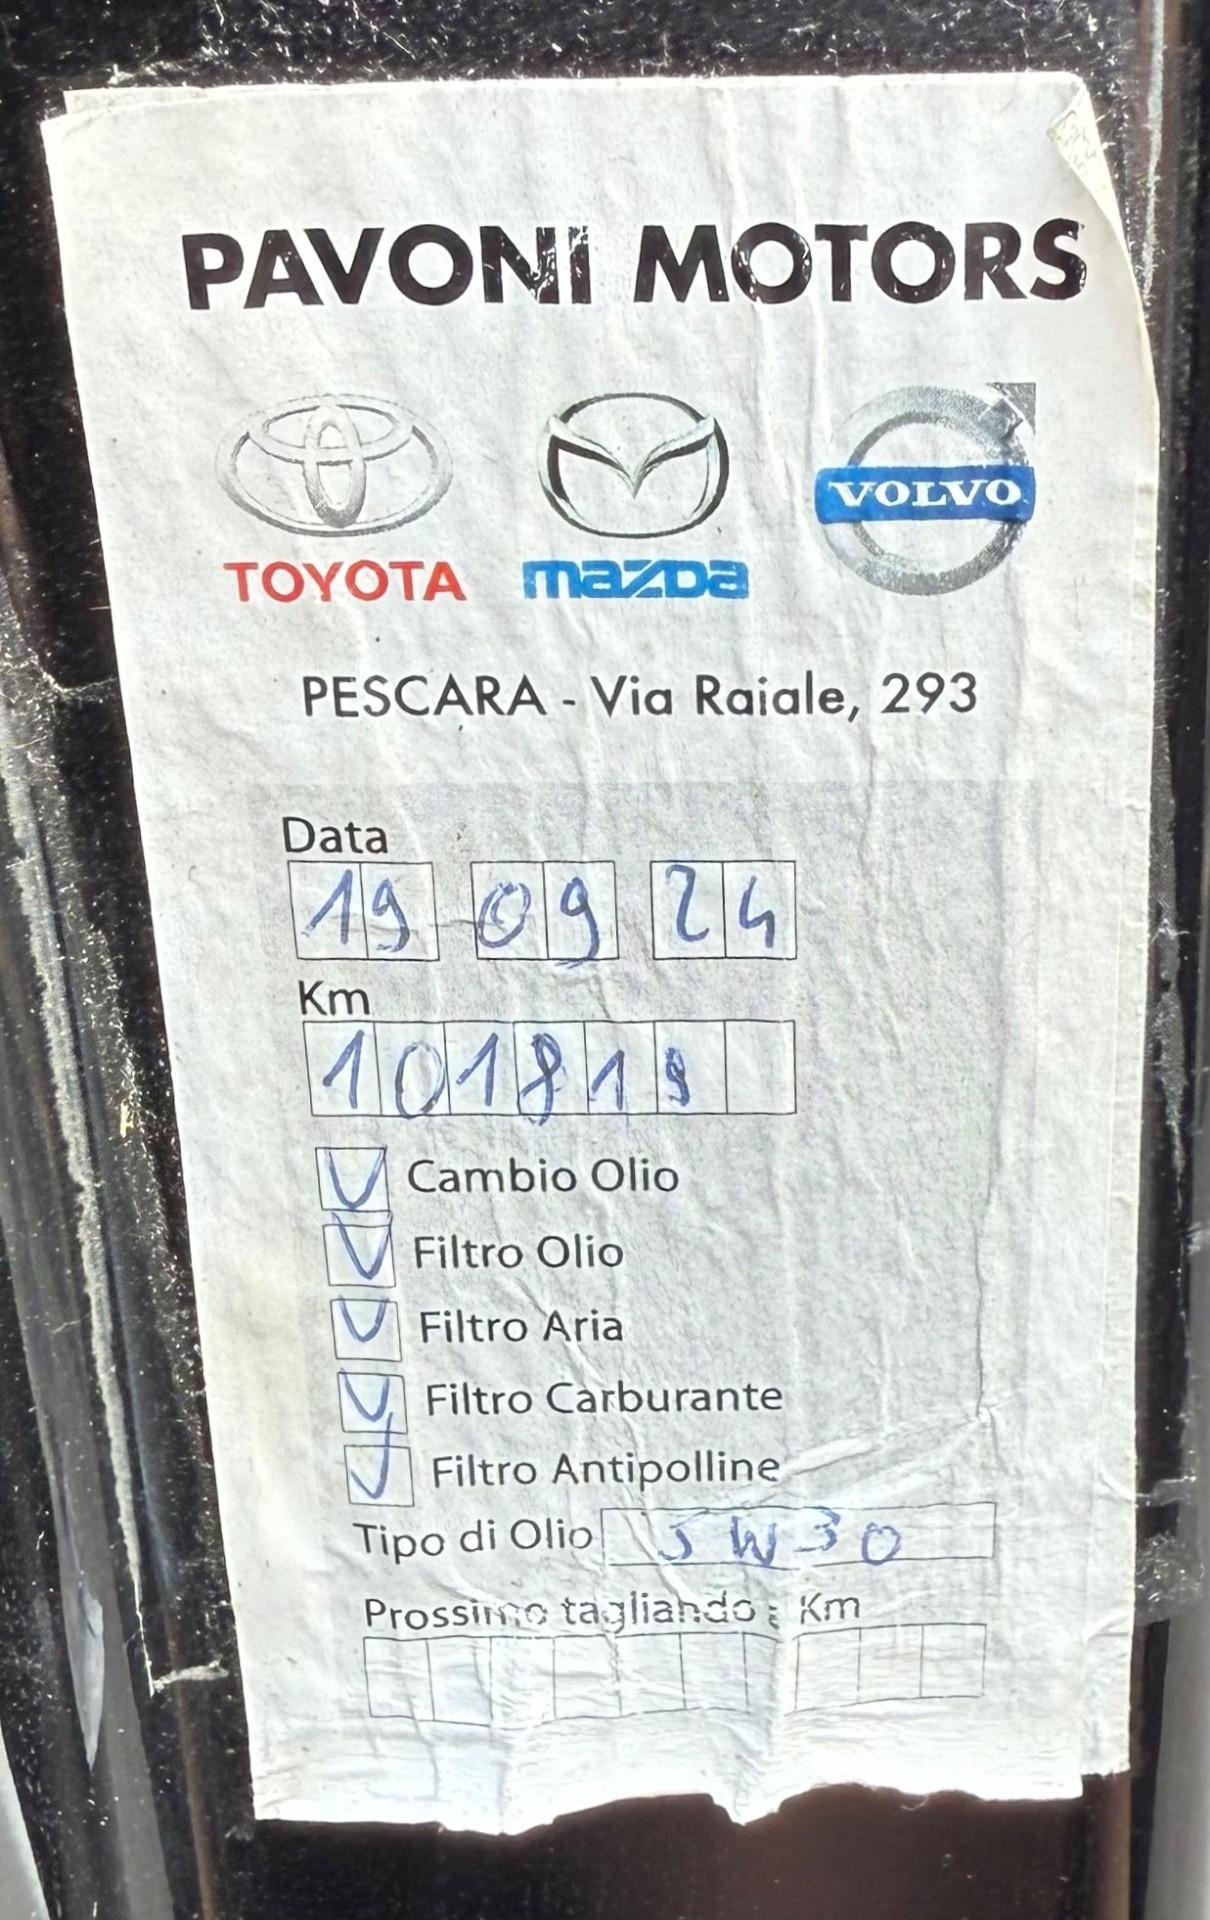 PAVONI MOTORS
TOYOTA mazda VOLVO
PESCARA - Via Raiale, 293
Data
19 09 24
Km
101818
Cambio Olio
Filtro Olio
Filtro Aria
Filtro Carburante
Filtro Antipolline
Tipo di Olio 5W30
Prossimo tagliando : Km